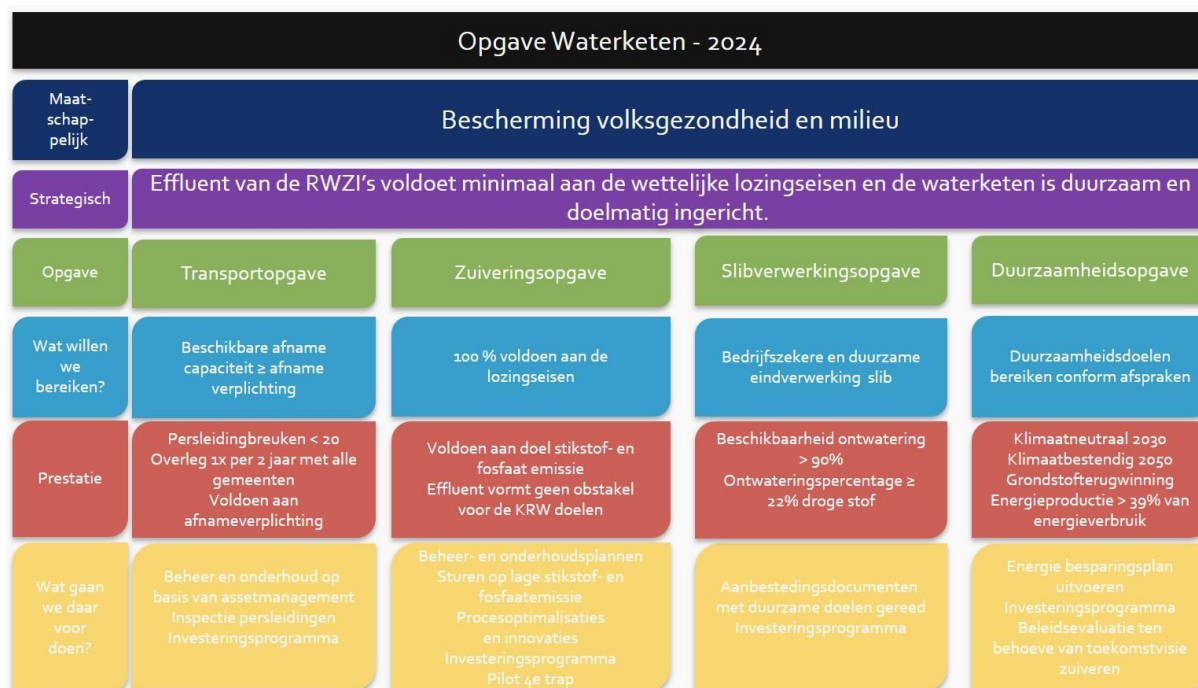 Opgave Waterketen - 2024
Maat-
schap-
pelijk
Bescherming volksgezondheid en milieu
Strategisch
Effluent van de RWZI's voldoet minimaal aan de wettelijke lozingseisen en de waterketen is duurzaam en
doelmatig ingericht.
Opgave
Transportopgave
Zuiveringsopgave
Slibverwerkingsopgave
Duurzaamheidsopgave
Wat willen
we
bereiken?
Beschikbare afname
capaciteit ≥ afname
verplichting
100 % voldoen aan de
lozingseisen
Bedrijfszekere en duurzame
eindverwerking slib
Duurzaamheidsdoelen
bereiken conform afspraken
Prestatie
Persleidingbreuken < 20
Overleg 1x per 2 jaar met alle
gemeenten
Voldoen aan
afnameverplichting
Voldoen aan doel stikstof- en
fosfaat emissie
Effluent vormt geen obstakel
voor de KRW doelen
Beschikbaarheid ontwatering
> 90%
Ontwateringspercentage ≥
22% droge stof
Klimaatneutraal 2030
Klimaatbestendig 2050
Grondstofterugwinning
Energieproductie > 39% van
energieverbruik
Wat gaan
we daar
voor
doen?
Beheer en onderhoud op
basis van assetmanagement
Inspectie persleidingen
Investeringsprogramma
Beheer- en onderhoudsplannen
Sturen op lage stikstof- en
fosfaatemissie
Procesoptimalisaties
en innovaties
Investeringsprogramma
Pilot 4e trap
Aanbestedingsdocumenten
met duurzame doelen gereed
Investeringsprogramma
Energie besparingsplan
uitvoeren
Investeringsprogramma
Beleidsevaluatie ten
behoeve van toekomstvisie
zuiveren